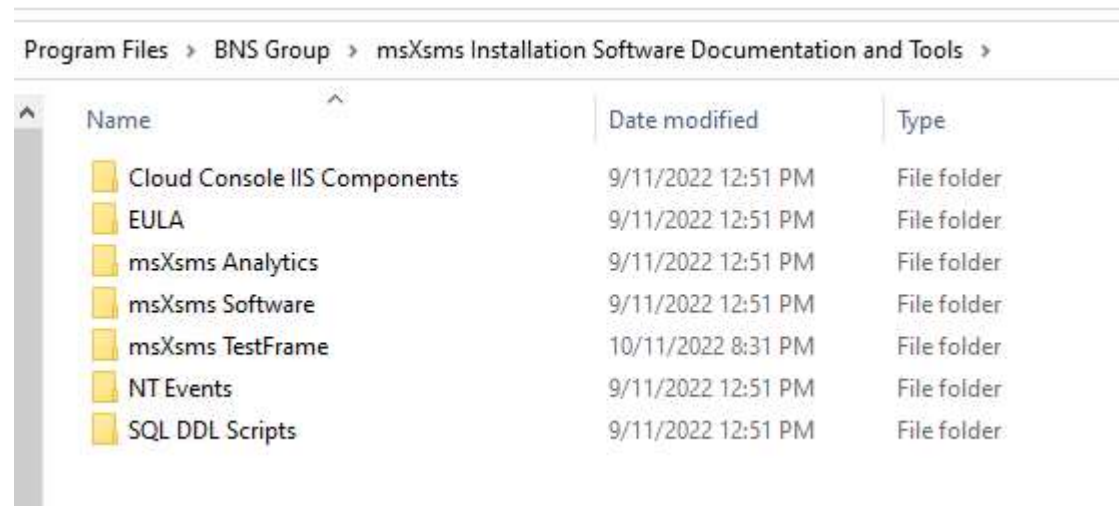 Program Files > BNS Group > msXsms Installation Software Documentation and Tools >
Name Date modified Type
Cloud Console IIS Components 9/11/2022 12:51 PM File folder
EULA 9/11/2022 12:51 PM File folder
msXsms Analytics 9/11/2022 12:51 PM File folder
msXsms Software 9/11/2022 12:51 PM File folder
msXsms TestFrame 10/11/2022 8:31 PM File folder
NT Events 9/11/2022 12:51 PM File folder
SQL DDL Scripts 9/11/2022 12:51 PM File folder